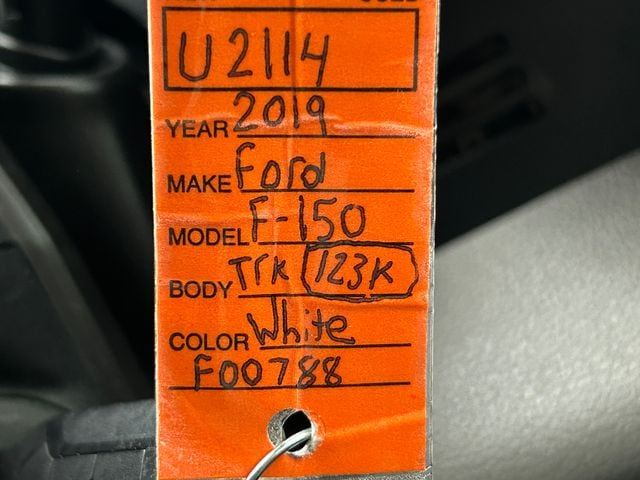 U2114
YEAR 2019
MAKE Ford
MODEL F-150
BODY Trk 123K
COLOR White
F00788